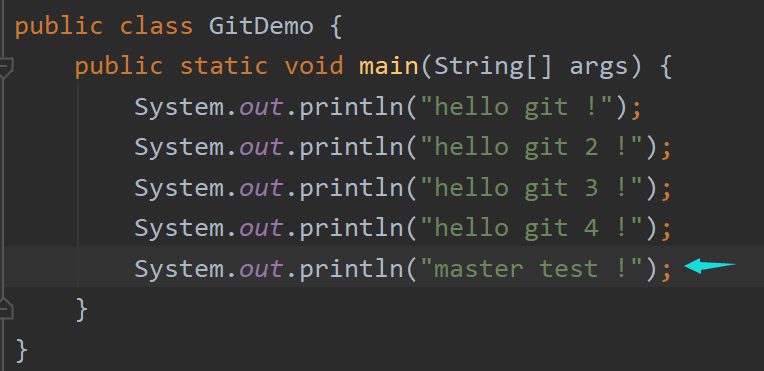 public class GitDemo {
    public static void main(String[] args) {
        System.out.println("hello git !");
        System.out.println("hello git 2 !");
        System.out.println("hello git 3 !");
        System.out.println("hello git 4 !");
        System.out.println("master test !");
    }
}